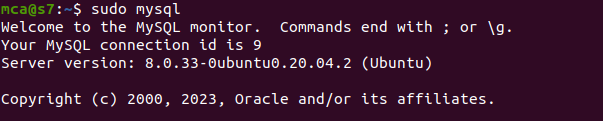 mca@s7:~$ sudo mysql
Welcome to the MySQL monitor.  Commands end with ; or \g.
Your MySQL connection id is 9
Server version: 8.0.33-0ubuntu0.20.04.2 (Ubuntu)
Copyright (c) 2000, 2023, Oracle and/or its affiliates.